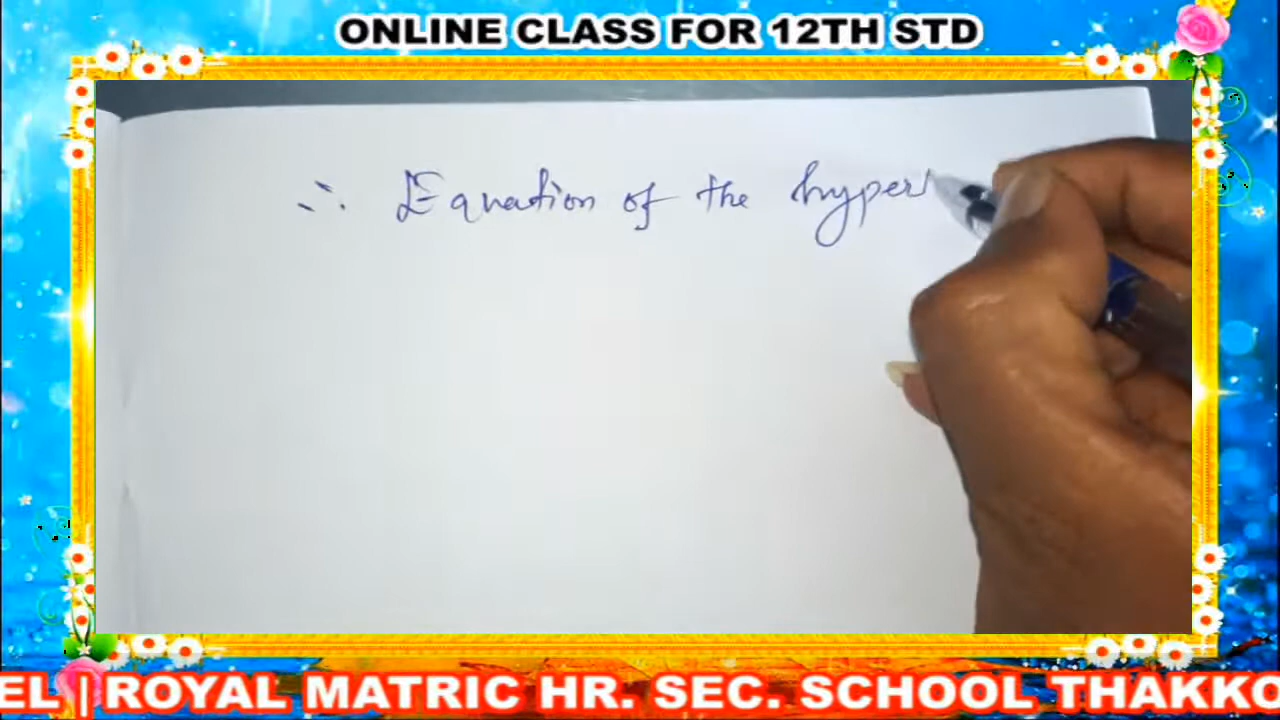 ONLINE CLASS FOR 12TH STD
∴ Equation of the hyper
EL | ROYAL MATRIC HR. SEC. SCHOOL THAKKO